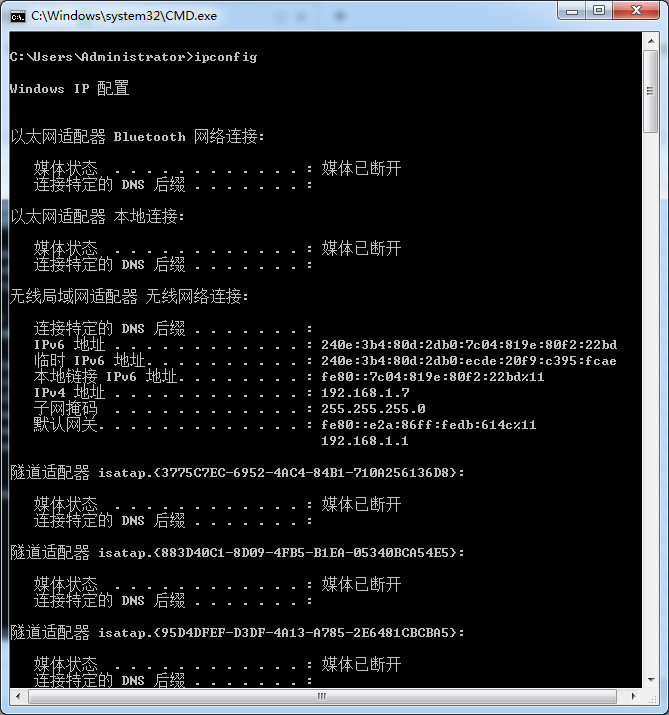 C:\Windows\system32\CMD.exe
C:\Users\Administrator>ipconfig
Windows IP 配置
以太网适配器 Bluetooth 网络连接:
媒体状态  . . . . . . . . . . . . : 媒体已断开
连接特定的 DNS 后缀 . . . . . . . :
以太网适配器 本地连接:
媒体状态  . . . . . . . . . . . . : 媒体已断开
连接特定的 DNS 后缀 . . . . . . . :
无线局域网适配器 无线网络连接:
连接特定的 DNS 后缀 . . . . . . . :
IPv6 地址 . . . . . . . . . . . . : 240e:3b4:80d:2db0:7c04:819e:80f2:22bd
临时 IPv6 地址. . . . . . . . . . : 240e:3b4:80d:2db0:ecde:20f9:c395:fcae
本地链接 IPv6 地址. . . . . . . . : fe80::7c04:819e:80f2:22bd%11
IPv4 地址 . . . . . . . . . . . . : 192.168.1.7
子网掩码  . . . . . . . . . . . . : 255.255.255.0
默认网关. . . . . . . . . . . . . : fe80::e2a:86ff:fedb:614c%11
192.168.1.1
隧道适配器 isatap.{3775C7EC-6952-4AC4-84B1-710A256136D8}:
媒体状态  . . . . . . . . . . . . : 媒体已断开
连接特定的 DNS 后缀 . . . . . . . :
隧道适配器 isatap.{883D40C1-8D09-4FB5-B1EA-05340BCA54E5}:
媒体状态  . . . . . . . . . . . . : 媒体已断开
连接特定的 DNS 后缀 . . . . . . . :
隧道适配器 isatap.{95D4DFEF-D3DF-4A13-A785-2E6481CBCBA5}:
媒体状态  . . . . . . . . . . . . : 媒体已断开
连接特定的 DNS 后缀 . . . . . . . :